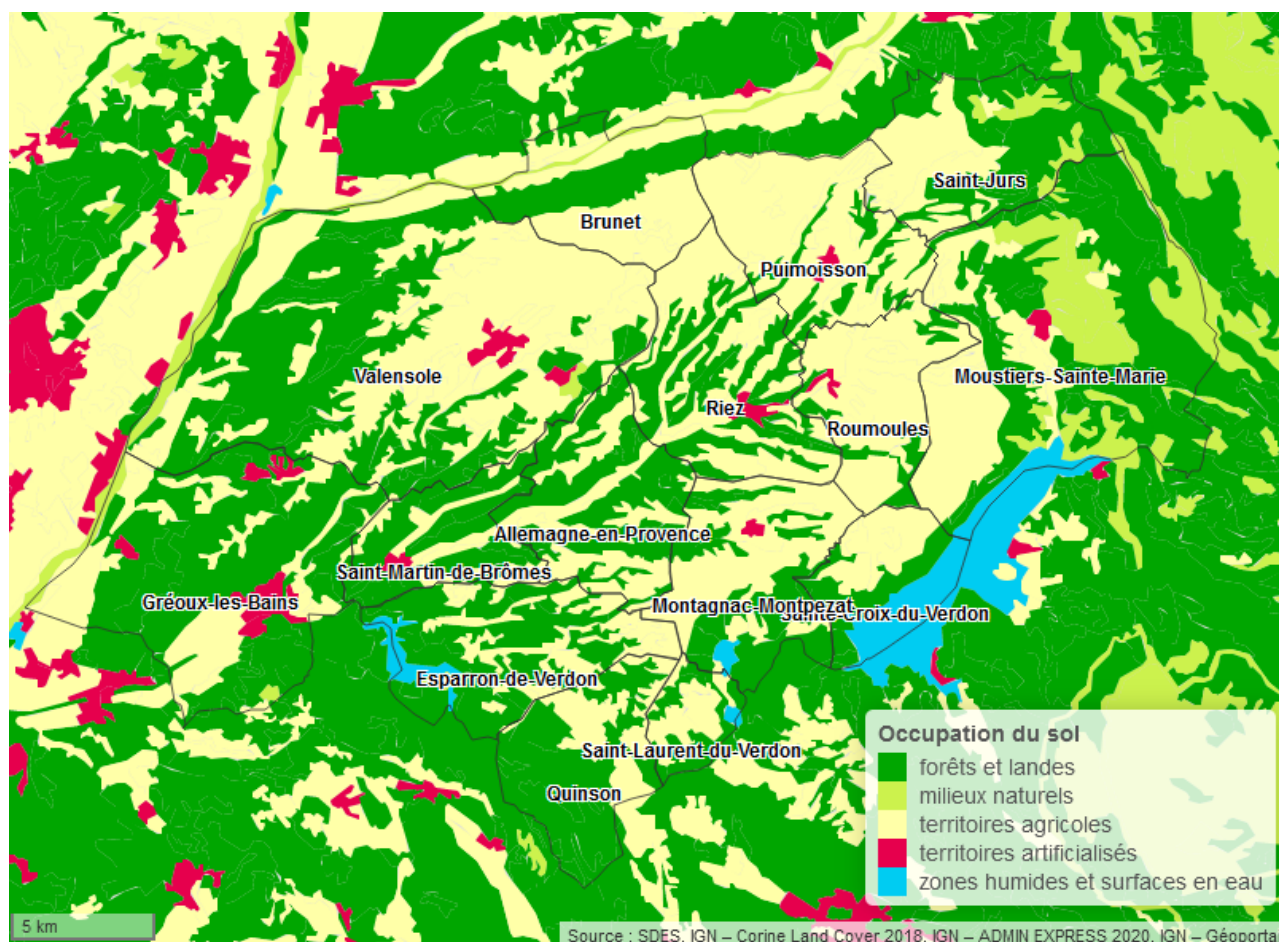 Saint-Jurs
Brunet
Puimoisson
Valensole
Moustiers-Sainte-Marie
Riez
Roumoules
Allemagne-en-Provence
Saint-Martin-de-Brômes
Gréoux-les-Bains
Montagnac-Montpezat
Sainte-Croix-du-Verdon
Esparron-de-Verdon
Saint-Laurent-du-Verdon
Quinson
Occupation du sol
forêts et landes
milieux naturels
territoires agricoles
territoires artificialisés
zones humides et surfaces en eau
5 km
Source : SDES, IGN – Corine Land Cover 2018, IGN – ADMIN EXPRESS 2020, IGN – Géoporta